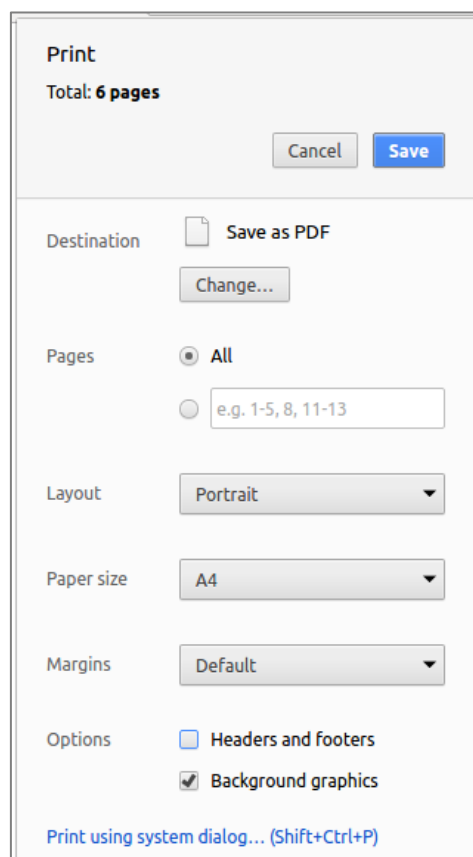 Print
Total: 6 pages
Cancel Save
Destination Save as PDF
Change...
Pages All
e.g. 1-5, 8, 11-13
Layout Portrait
Paper size A4
Margins Default
Options Headers and footers
Background graphics
Print using system dialog... (Shift+Ctrl+P)